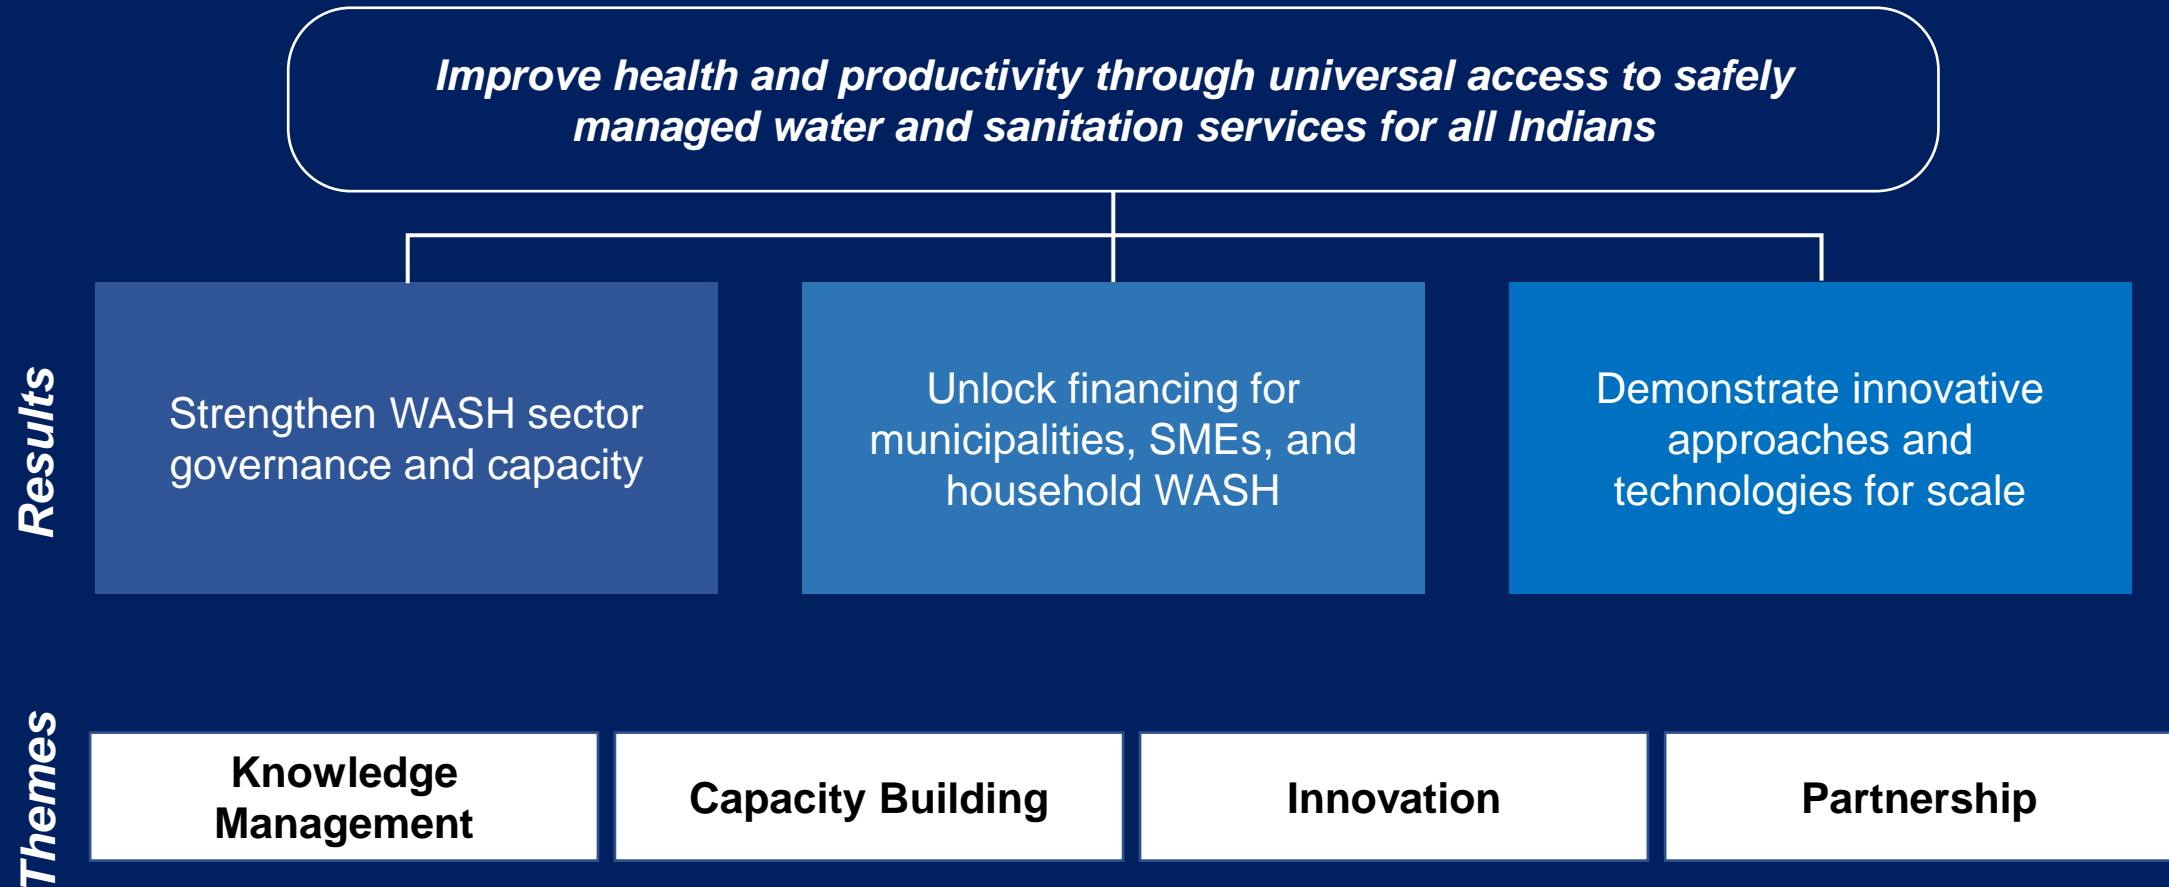 Improve health and productivity through universal access to safely
managed water and sanitation services for all Indians
Results
Strengthen WASH sector
governance and capacity
Unlock financing for
municipalities, SMEs, and
household WASH
Demonstrate innovative
approaches and
technologies for scale
Themes
Knowledge
Management
Capacity Building
Innovation
Partnership